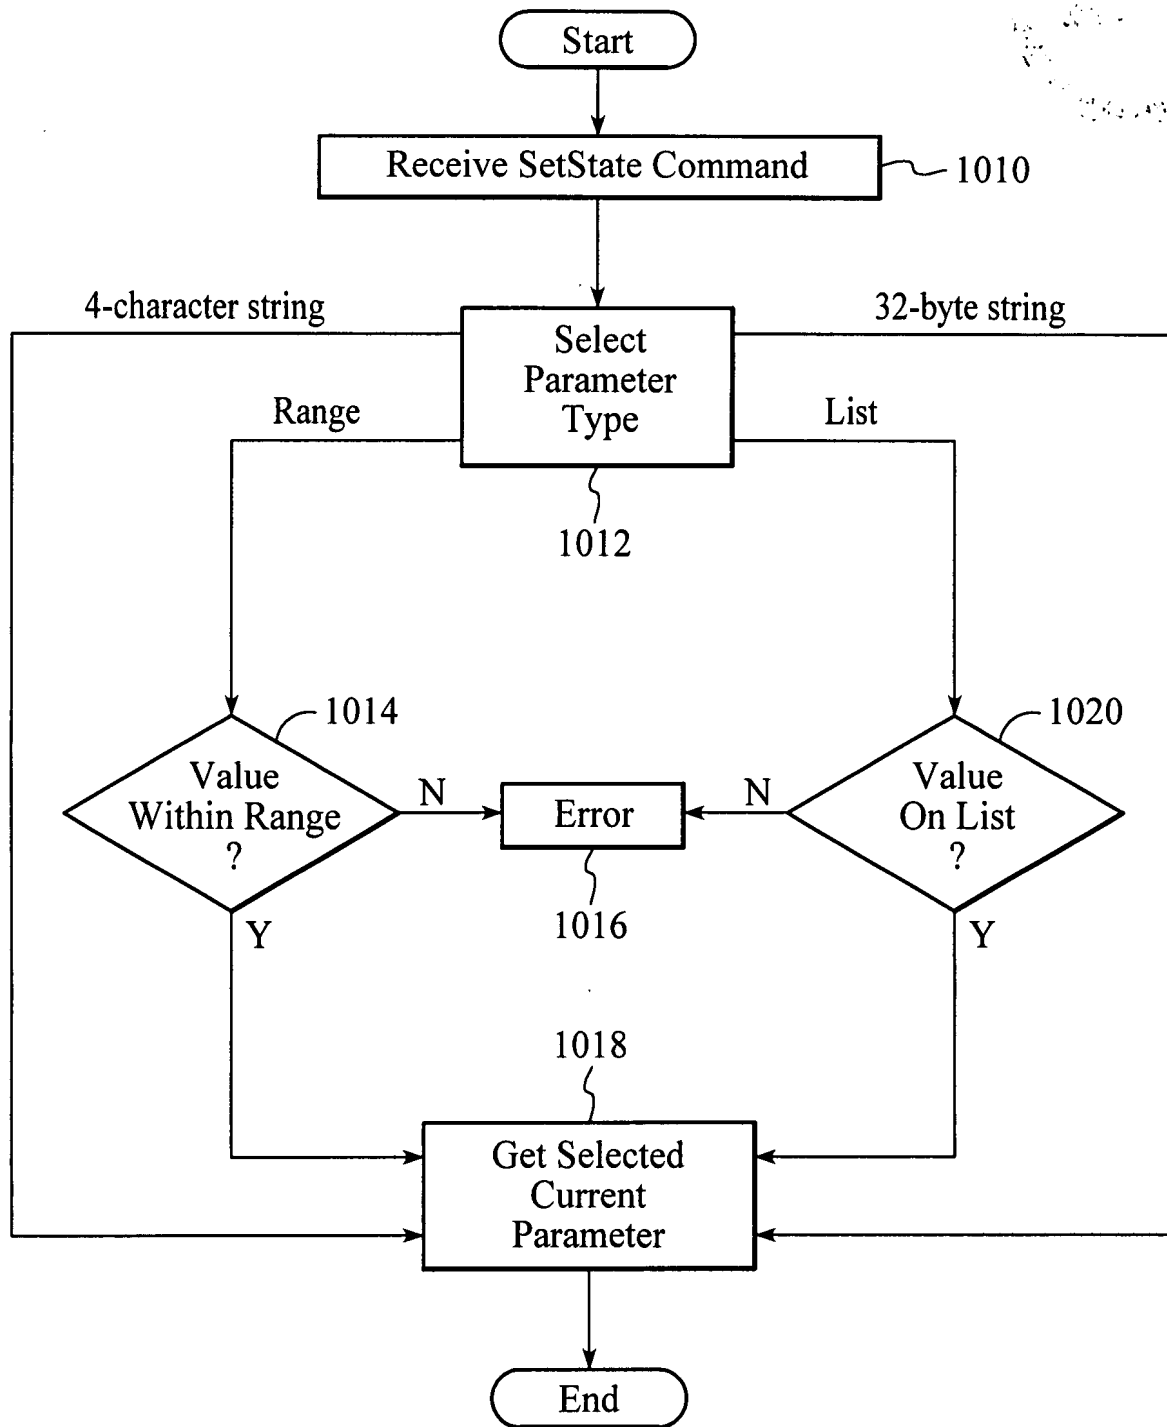 Start
Receive SetState Command
1010
4-character string
32-byte string
Select
Parameter
Type
Range
List
1012
1014
1020
Value
Within Range
?
N
Error
N
Value
On List
?
1016
Y
Y
1018
Get Selected
Current
Parameter
End